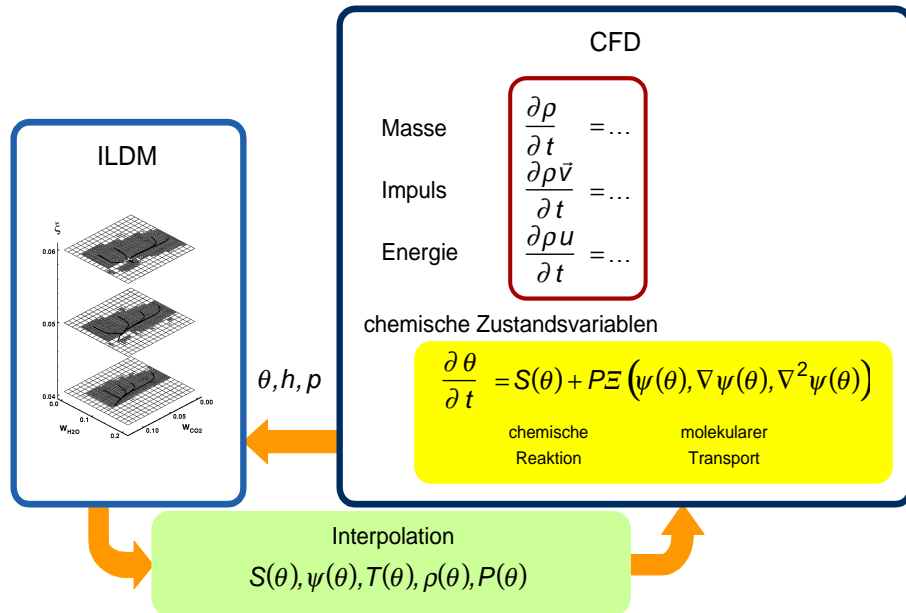 CFD
Masse ∂ρ/∂t = ...
Impuls ∂ρv⃗/∂t = ...
Energie ∂ρu/∂t = ...
chemische Zustandsvariablen
∂θ/∂t = S(θ) + PΞ(ψ(θ), ∇ψ(θ), ∇²ψ(θ))
chemische molekularer
Reaktion Transport
ILDM
ξ
0.06
0.05
0.04
0.0 0.00
0.1 0.05
W_H2O W_CO2
0.2 0.10
θ, h, p
Interpolation
S(θ), ψ(θ), T(θ), ρ(θ), P(θ)